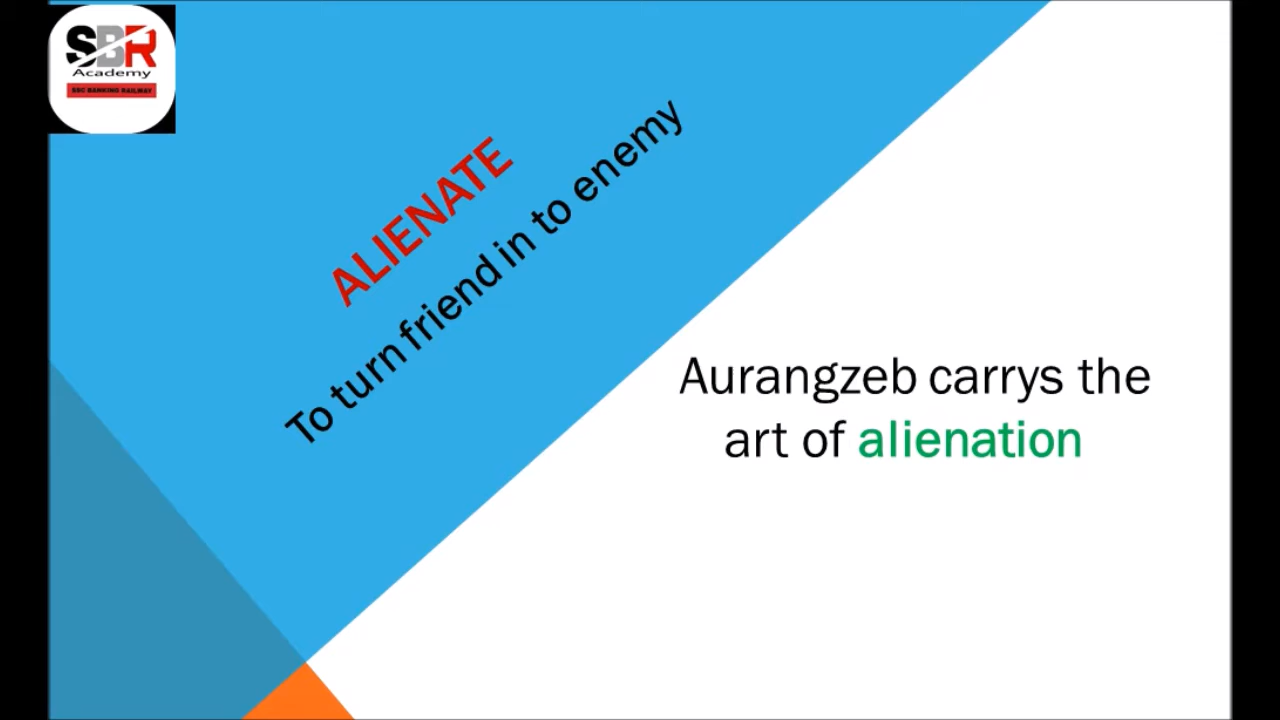 SBR
Academy
SSC BANKING RAILWAY
ALIENATE
To turn friend in to enemy
Aurangzeb carrys the
art of alienation